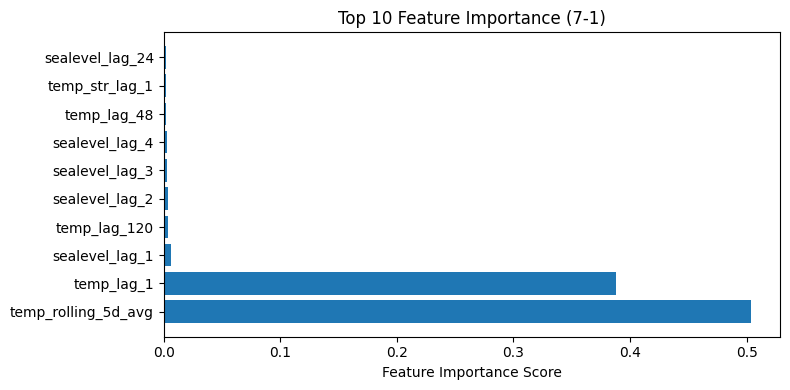 Top 10 Feature Importance (7-1)
sealevel_lag_24
temp_str_lag_1
temp_lag_48
sealevel_lag_4
sealevel_lag_3
sealevel_lag_2
temp_lag_120
sealevel_lag_1
temp_lag_1
temp_rolling_5d_avg
0.0 0.1 0.2 0.3 0.4 0.5
Feature Importance Score